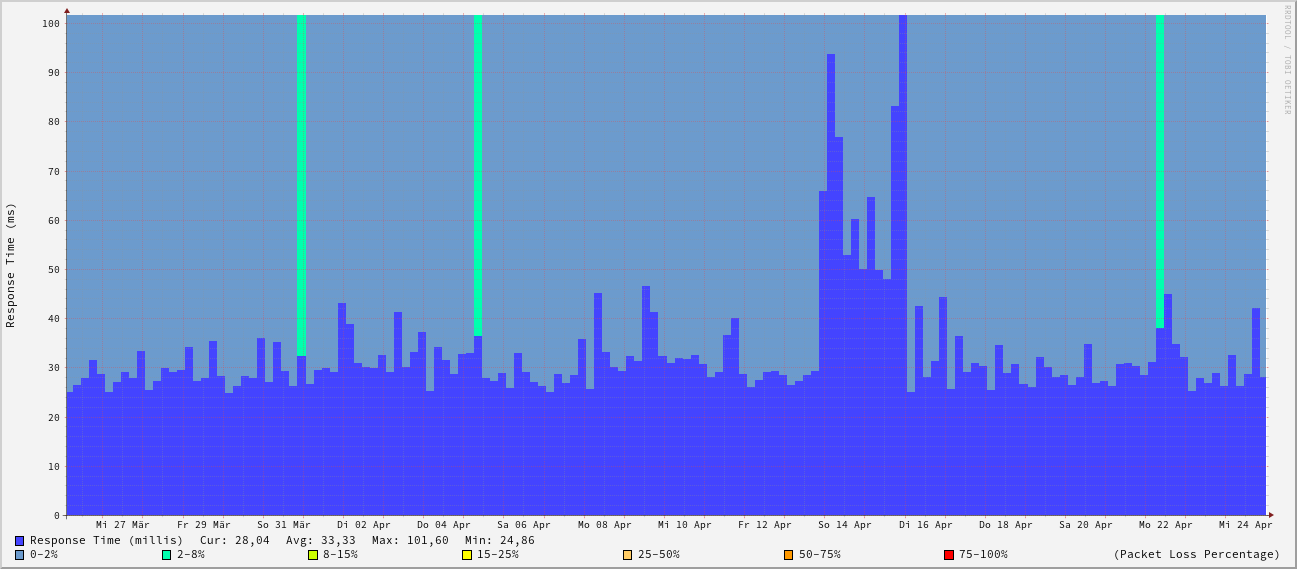 RRDTOOL / TOBI OETIKER
Response Time (ms)
100
90
80
70
60
50
40
30
20
10
0
Mi 27 Mär Fr 29 Mär So 31 Mär Di 02 Apr Do 04 Apr Sa 06 Apr Mo 08 Apr Mi 10 Apr Fr 12 Apr So 14 Apr Di 16 Apr Do 18 Apr Sa 20 Apr Mo 22 Apr Mi 24 Apr
Response Time (millis) Cur: 28,04 Avg: 33,33 Max: 101,60 Min: 24,86
0-2% 2-8% 8-15% 15-25% 25-50% 50-75% 75-100% (Packet Loss Percentage)